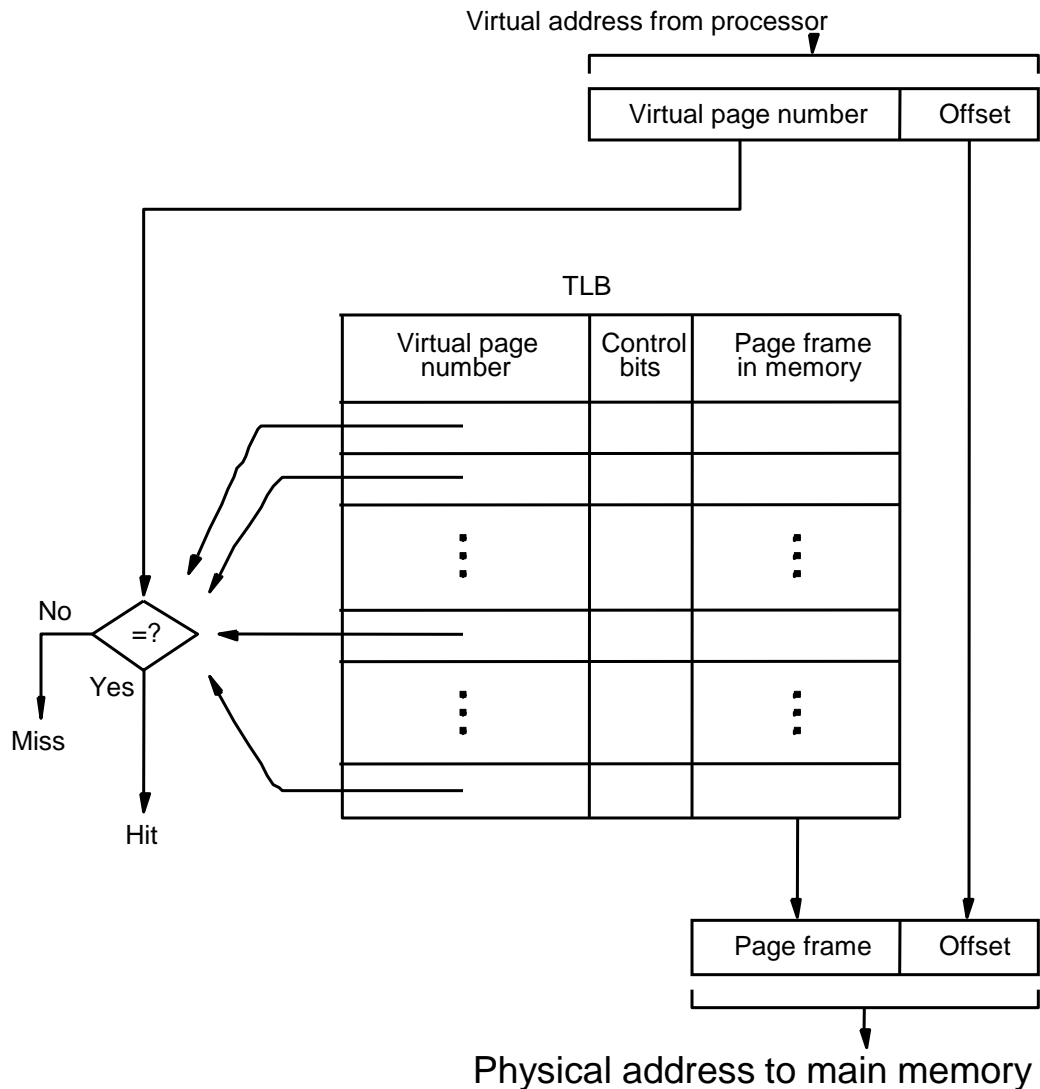 Virtual address from processor
Virtual page number
Offset
TLB
Virtual page
number
Control
bits
Page frame
in memory
No
=?
Yes
Miss
Hit
Page frame
Offset
Physical address to main memory